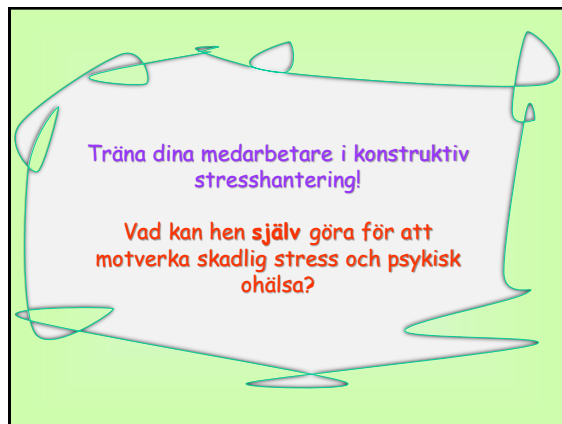 Träna dina medarbetare i konstruktiv
stresshantering!
Vad kan hen själv göra för att
motverka skadlig stress och psykisk
ohälsa?